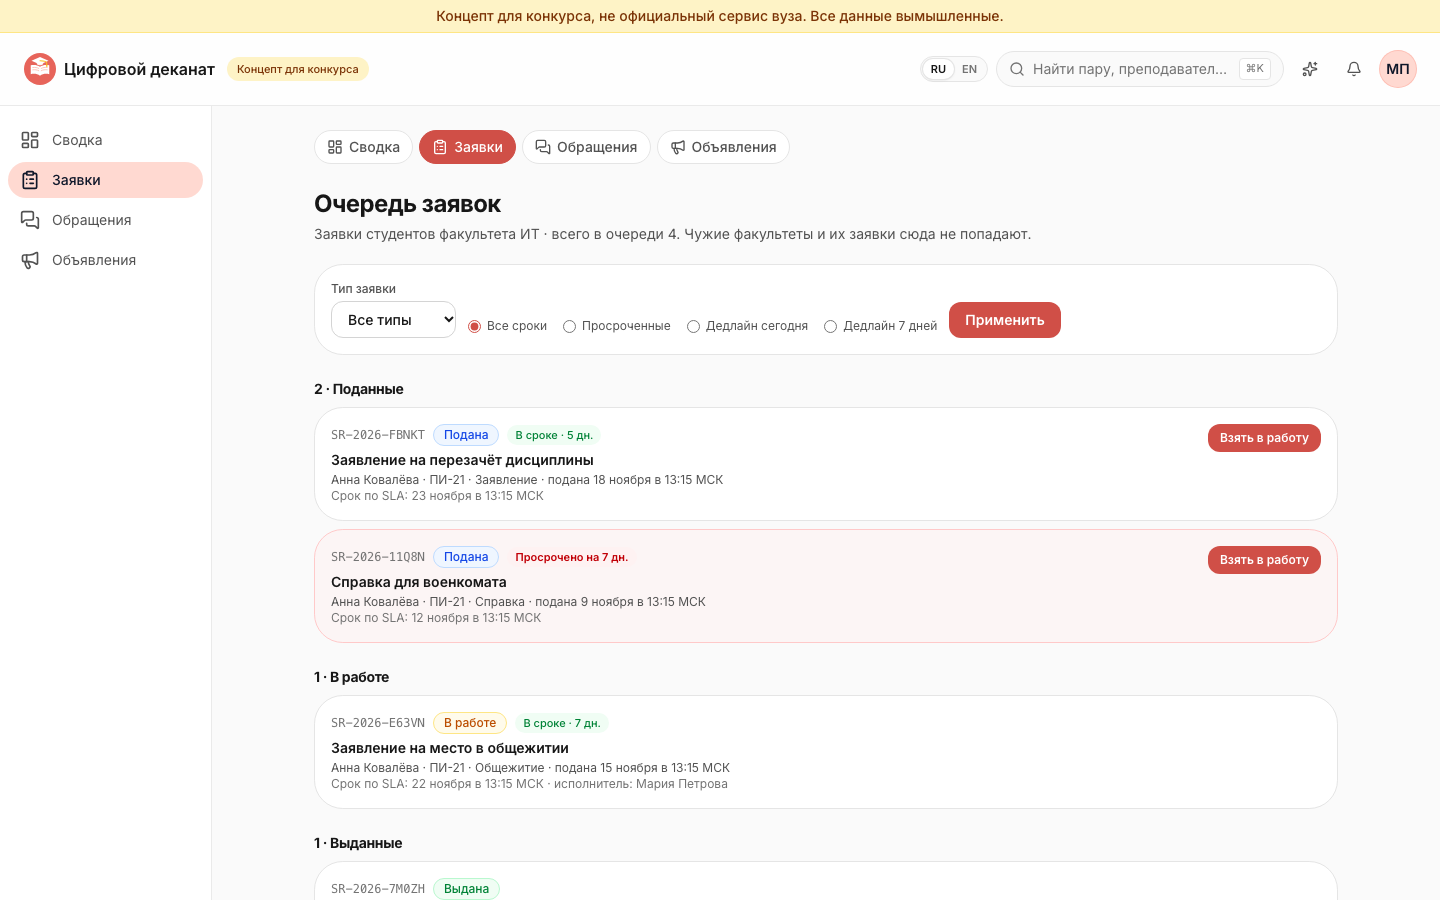 Концепт для конкурса, не официальный сервис вуза. Все данные вымышленные.
Цифровой деканат
Концепт для конкурса
RU EN
Найти пару, преподавател... ⌘K
МП
Сводка
Заявки
Обращения
Объявления
Сводка Заявки Обращения Объявления
Очередь заявок
Заявки студентов факультета ИТ · всего в очереди 4. Чужие факультеты и их заявки сюда не попадают.
Тип заявки
Все типы Все сроки Просроченные Дедлайн сегодня Дедлайн 7 дней Применить
2 · Поданные
SR-2026-FBNKT Подана В сроке · 5 дн. Взять в работу
Заявление на перезачёт дисциплины
Анна Ковалёва · ПИ-21 · Заявление · подана 18 ноября в 13:15 МСК
Срок по SLA: 23 ноября в 13:15 МСК
SR-2026-11Q8N Подана Просрочено на 7 дн. Взять в работу
Справка для военкомата
Анна Ковалёва · ПИ-21 · Справка · подана 9 ноября в 13:15 МСК
Срок по SLA: 12 ноября в 13:15 МСК
1 · В работе
SR-2026-E63VN В работе В сроке · 7 дн.
Заявление на место в общежитии
Анна Ковалёва · ПИ-21 · Общежитие · подана 15 ноября в 13:15 МСК
Срок по SLA: 22 ноября в 13:15 МСК · исполнитель: Мария Петрова
1 · Выданные
SR-2026-7M0ZH Выдана